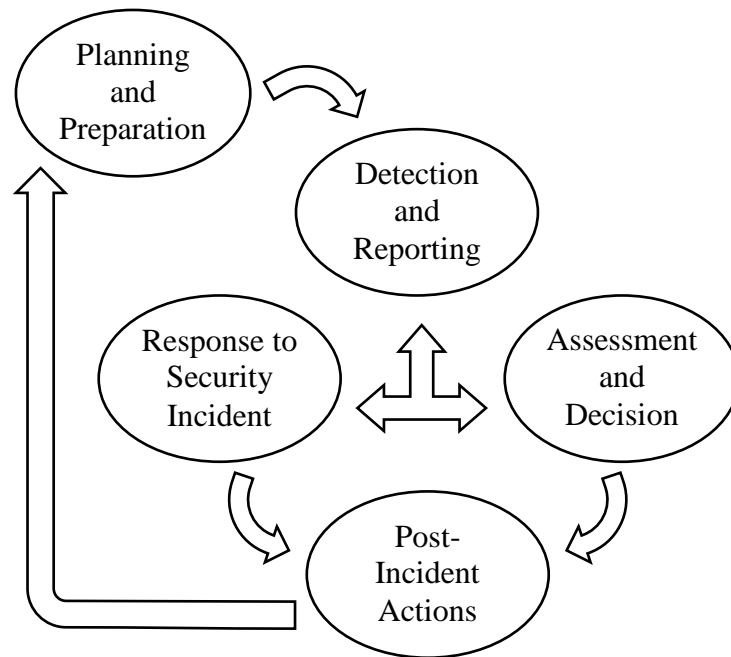 Planning
and
Preparation
Detection
and
Reporting
Response to
Security
Incident
Assessment
and
Decision
Post-
Incident
Actions